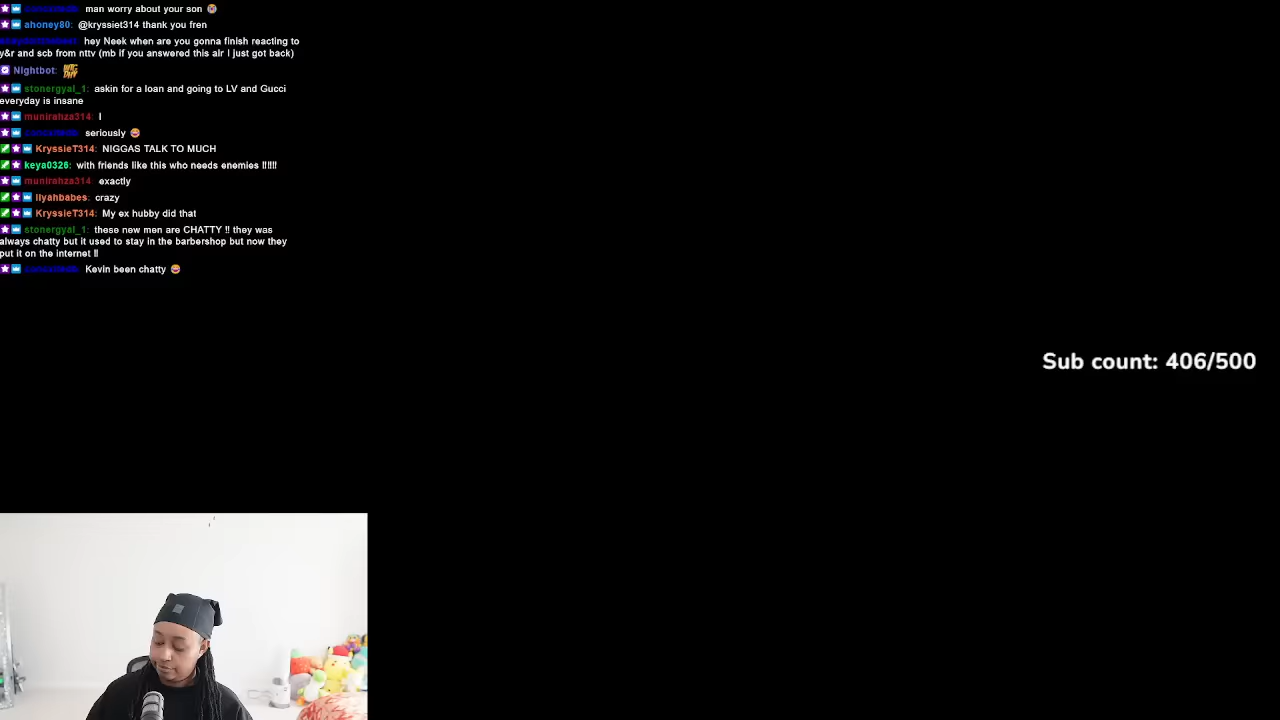 man worry about your son
ahoney80: @kryssiet314 thank you fren
hey Neek when are you gonna finish reacting to
y&r and scb from nttv (mb if you answered this alr I just got back)
Nightbot:
stonergyal_1: askin for a loan and going to LV and Gucci
everyday is insane
munirahza314: I
seriously
KryssieT314: NIGGAS TALK TO MUCH
keya0326: with friends like this who needs enemies !!!!!!
munirahza314: exactly
liyahbabes: crazy
KryssieT314: My ex hubby did that
stonergyal_1: these new men are CHATTY !! they was
always chatty but it used to stay in the barbershop but now they
put it on the internet !!
Kevin been chatty
Sub count: 406/500